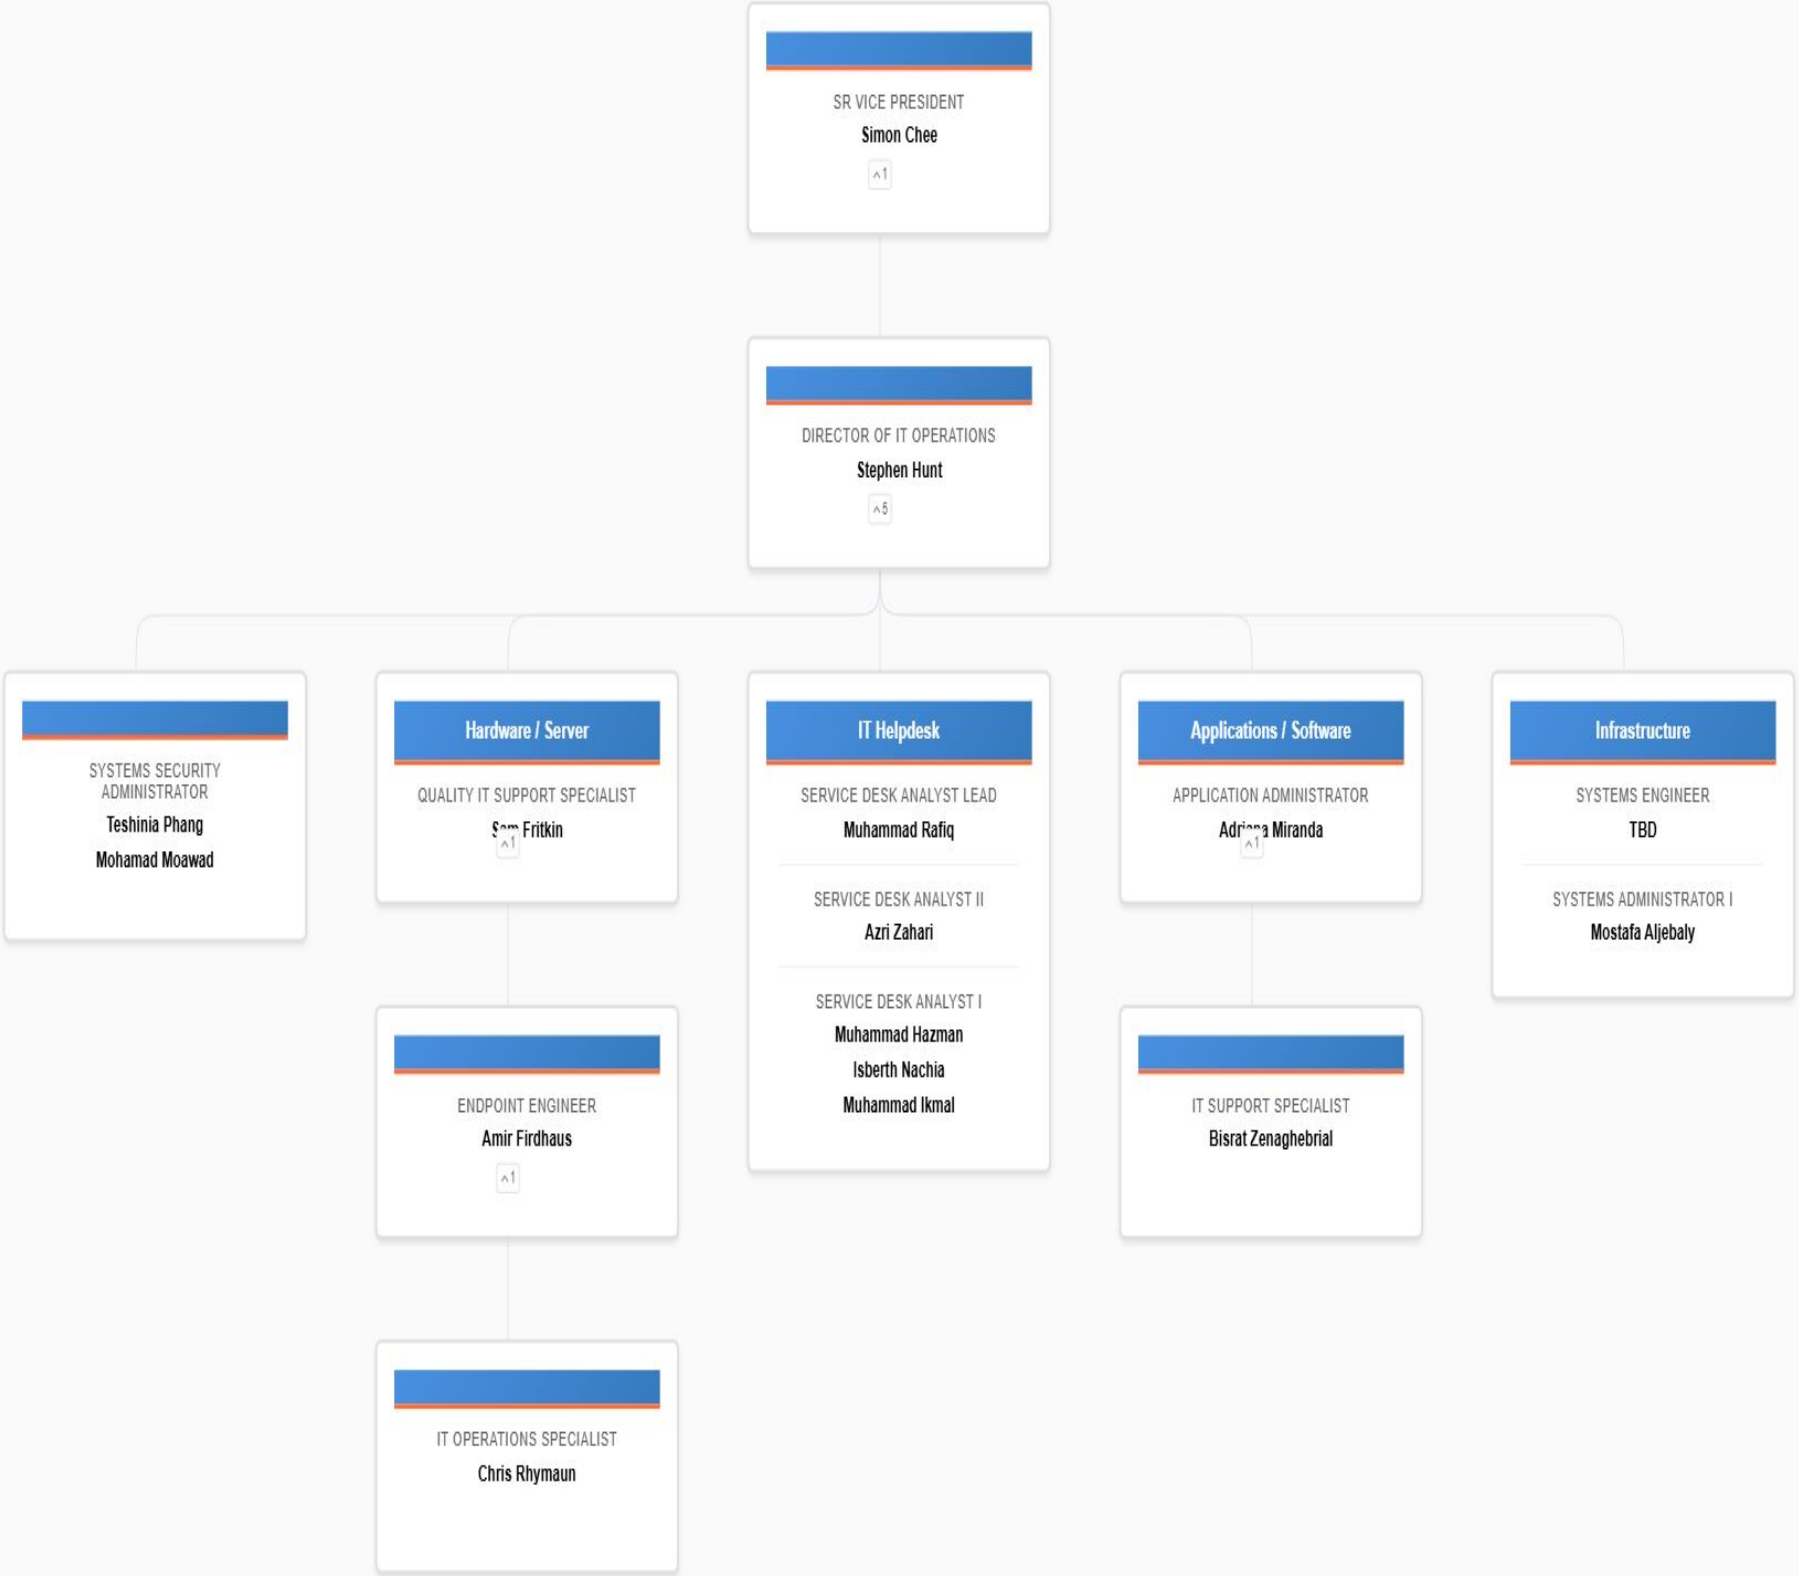 SR VICE PRESIDENT
Simon Chee
^1
DIRECTOR OF IT OPERATIONS
Stephen Hunt
^5
SYSTEMS SECURITY
ADMINISTRATOR
Teshinia Phang
Mohamad Moawad
Hardware / Server
QUALITY IT SUPPORT SPECIALIST
Fritkin
^1
ENDPOINT ENGINEER
Amir Firdhaus
^1
IT OPERATIONS SPECIALIST
Chris Rhymaun
IT Helpdesk
SERVICE DESK ANALYST LEAD
Muhammad Rafiq
SERVICE DESK ANALYST II
Azri Zahari
SERVICE DESK ANALYST I
Muhammad Hazman
Isberth Nachia
Muhammad Ikmal
Applications / Software
APPLICATION ADMINISTRATOR
Adriana Miranda
^1
IT SUPPORT SPECIALIST
Bisrat Zenaghebrial
Infrastructure
SYSTEMS ENGINEER
TBD
SYSTEMS ADMINISTRATOR I
Mostafa Aljebaly